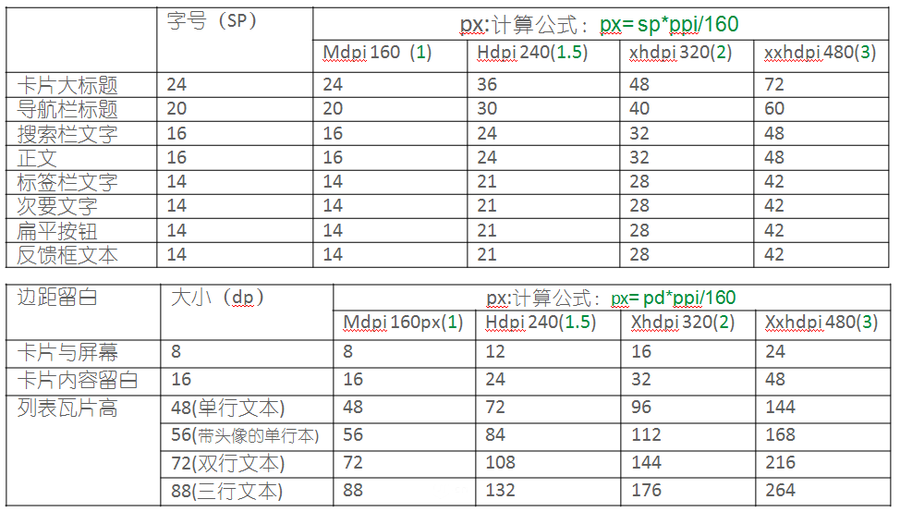 字号（SP） px:计算公式：px=sp*ppi/160
Mdpi 160 (1) Hdpi 240(1.5) xhdpi 320(2) xxhdpi 480(3)
卡片大标题 24 24 36 48 72
导航栏标题 20 20 30 40 60
搜索栏文字 16 16 24 32 48
正文 16 16 24 32 48
标签栏文字 14 14 21 28 42
次要文字 14 14 21 28 42
扁平按钮 14 14 21 28 42
反馈框文本 14 14 21 28 42
边距留白 大小（dp） px:计算公式：px=pd*ppi/160
Mdpi 160px(1) Hdpi 240(1.5) Xhdpi 320(2) Xxhdpi 480(3)
卡片与屏幕 8 8 12 16 24
卡片内容留白 16 16 24 32 48
列表瓦片高 48(单行文本) 48 72 96 144
56(带头像的单行本) 56 84 112 168
72(双行文本) 72 108 144 216
88(三行文本) 88 132 176 264